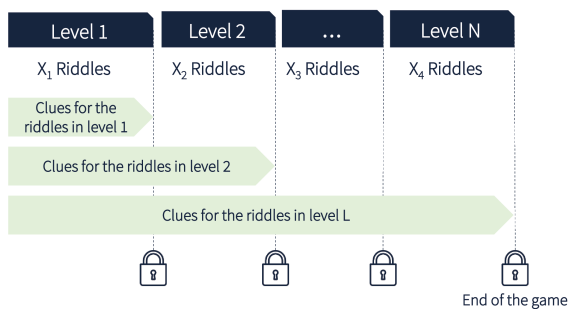 Level 1
Level 2
...
Level N
X₁ Riddles
X₂ Riddles
X₃ Riddles
X₄ Riddles
Clues for the
riddles in level 1
Clues for the riddles in level 2
Clues for the riddles in level L
End of the game